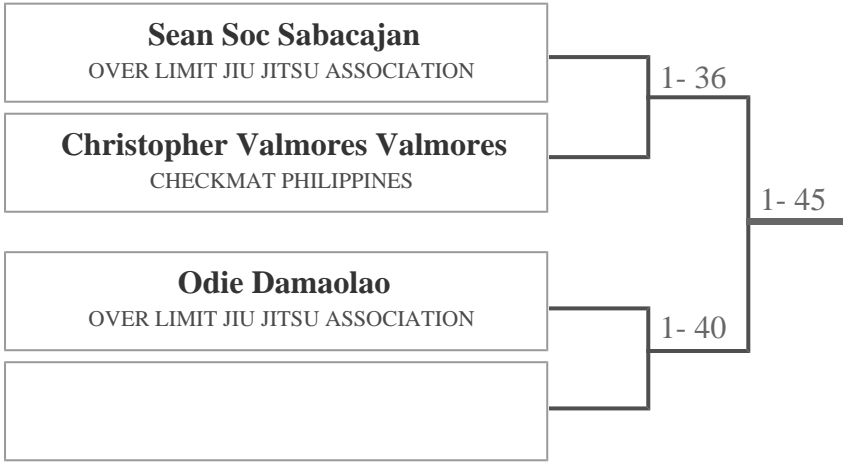 Sean Soc Sabacajan
OVER LIMIT JIU JITSU ASSOCIATION
1- 36
Christopher Valmores Valmores
CHECKMAT PHILIPPINES
1- 45
Odie Damaolao
OVER LIMIT JIU JITSU ASSOCIATION
1- 40